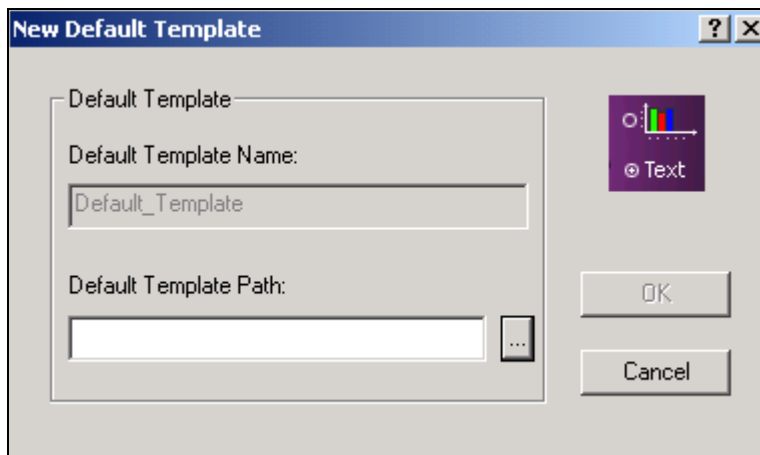 New Default Template
Default Template
Default Template Name:
Default_Template
Text
Default Template Path:
...
OK
Cancel